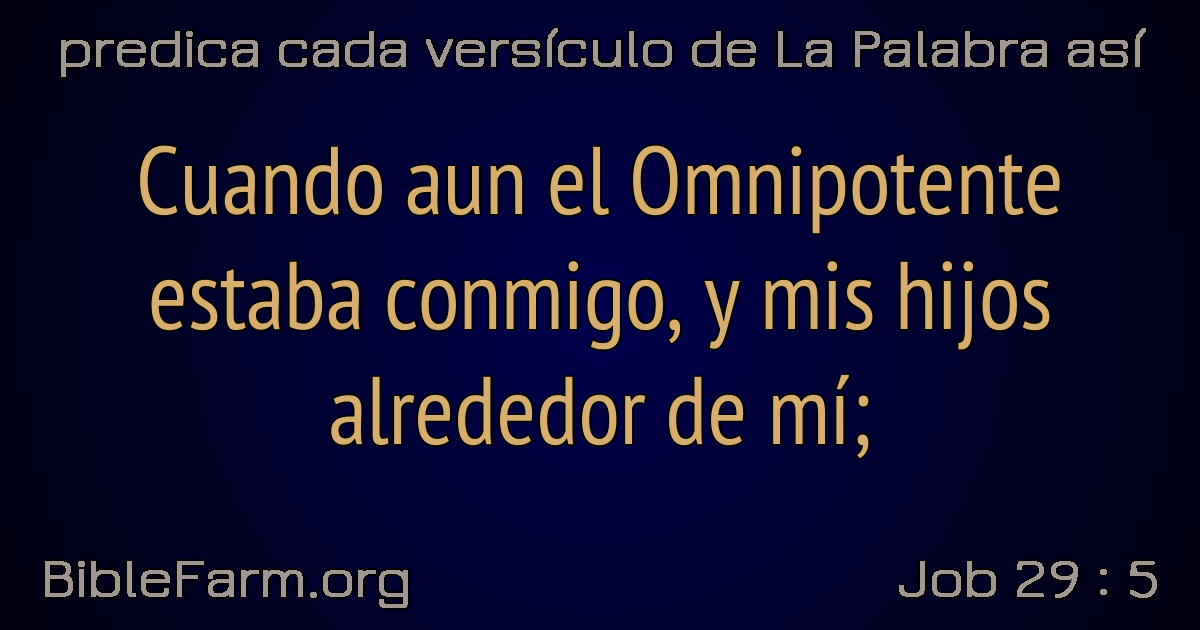 predica cada versículo de La Palabra así
Cuando aun el Omnipotente
estaba conmigo, y mis hijos
alrededor de mí;
BibleFarm.org
Job 29 : 5